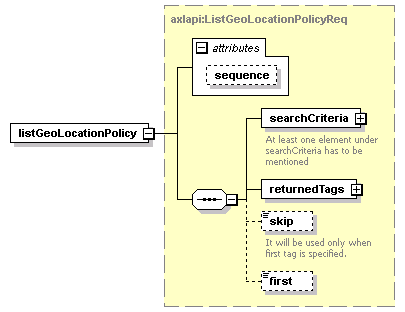 axlapi:ListGeoLocationPolicyReq
attributes
sequence
listGeoLocationPolicy
searchCriteria
At least one element under
searchCriteria has to be
mentioned
returnedTags
skip
It will be used only when
first tag is specified.
first